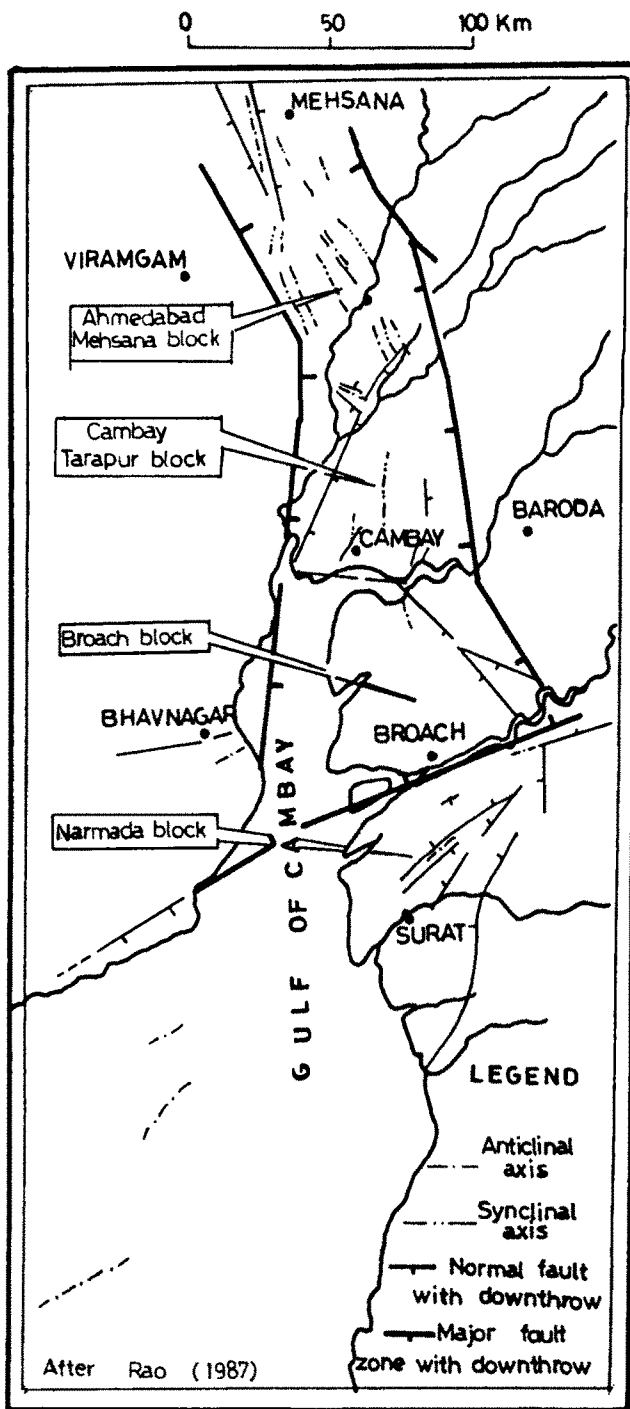 0 50 100 Km
MEHSANA
VIRAMGAM
Ahmedabad
Mehsana block
Cambay
Tarapur block
BARODA
CAMBAY
Broach block
BHAVNAGAR
BROACH
Narmada block
GULF OF CAMBAY
SURAT
LEGEND
Anticlinal
axis
Synclinal
axis
Normal fault
with downthrow
Major fault
zone with downthrow
After Rao (1987)